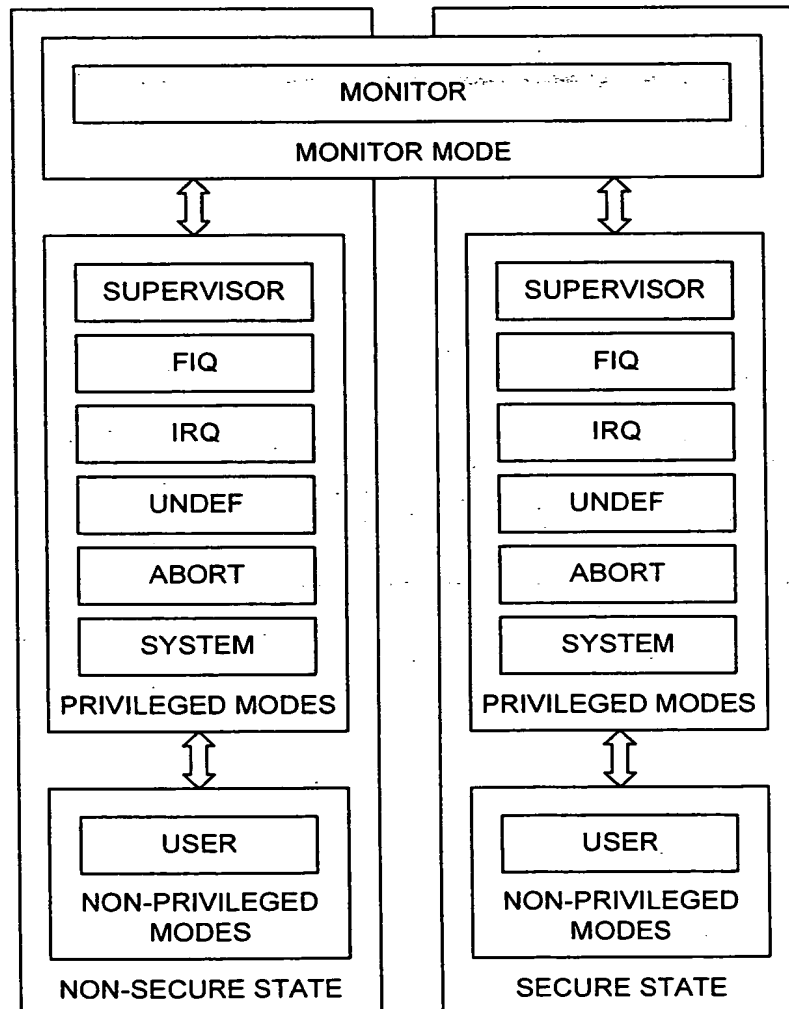 MONITOR
MONITOR MODE
SUPERVISOR
FIQ
IRQ
UNDEF
ABORT
SYSTEM
PRIVILEGED MODES
USER
NON-PRIVILEGED
MODES
NON-SECURE STATE
SUPERVISOR
FIQ
IRQ
UNDEF
ABORT
SYSTEM
PRIVILEGED MODES
USER
NON-PRIVILEGED
MODES
SECURE STATE